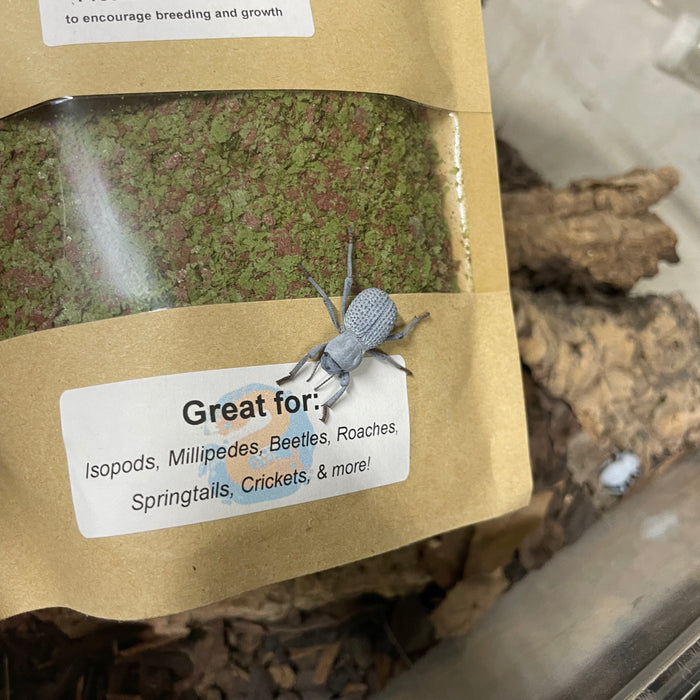 to encourage breeding and growth
Great for:
Isopods, Millipedes, Beetles, Roaches,
Springtails, Crickets, & more!